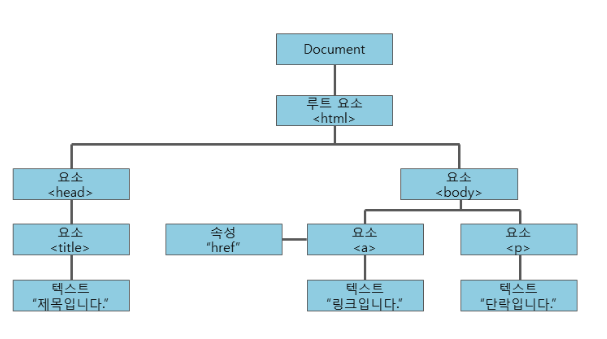 Document
루트 요소
<html>
요소
<head>
요소
<body>
요소
<title>
속성
“href”
요소
<a>
요소
<p>
텍스트
“제목입니다.”
텍스트
“링크입니다.”
텍스트
“단락입니다.”